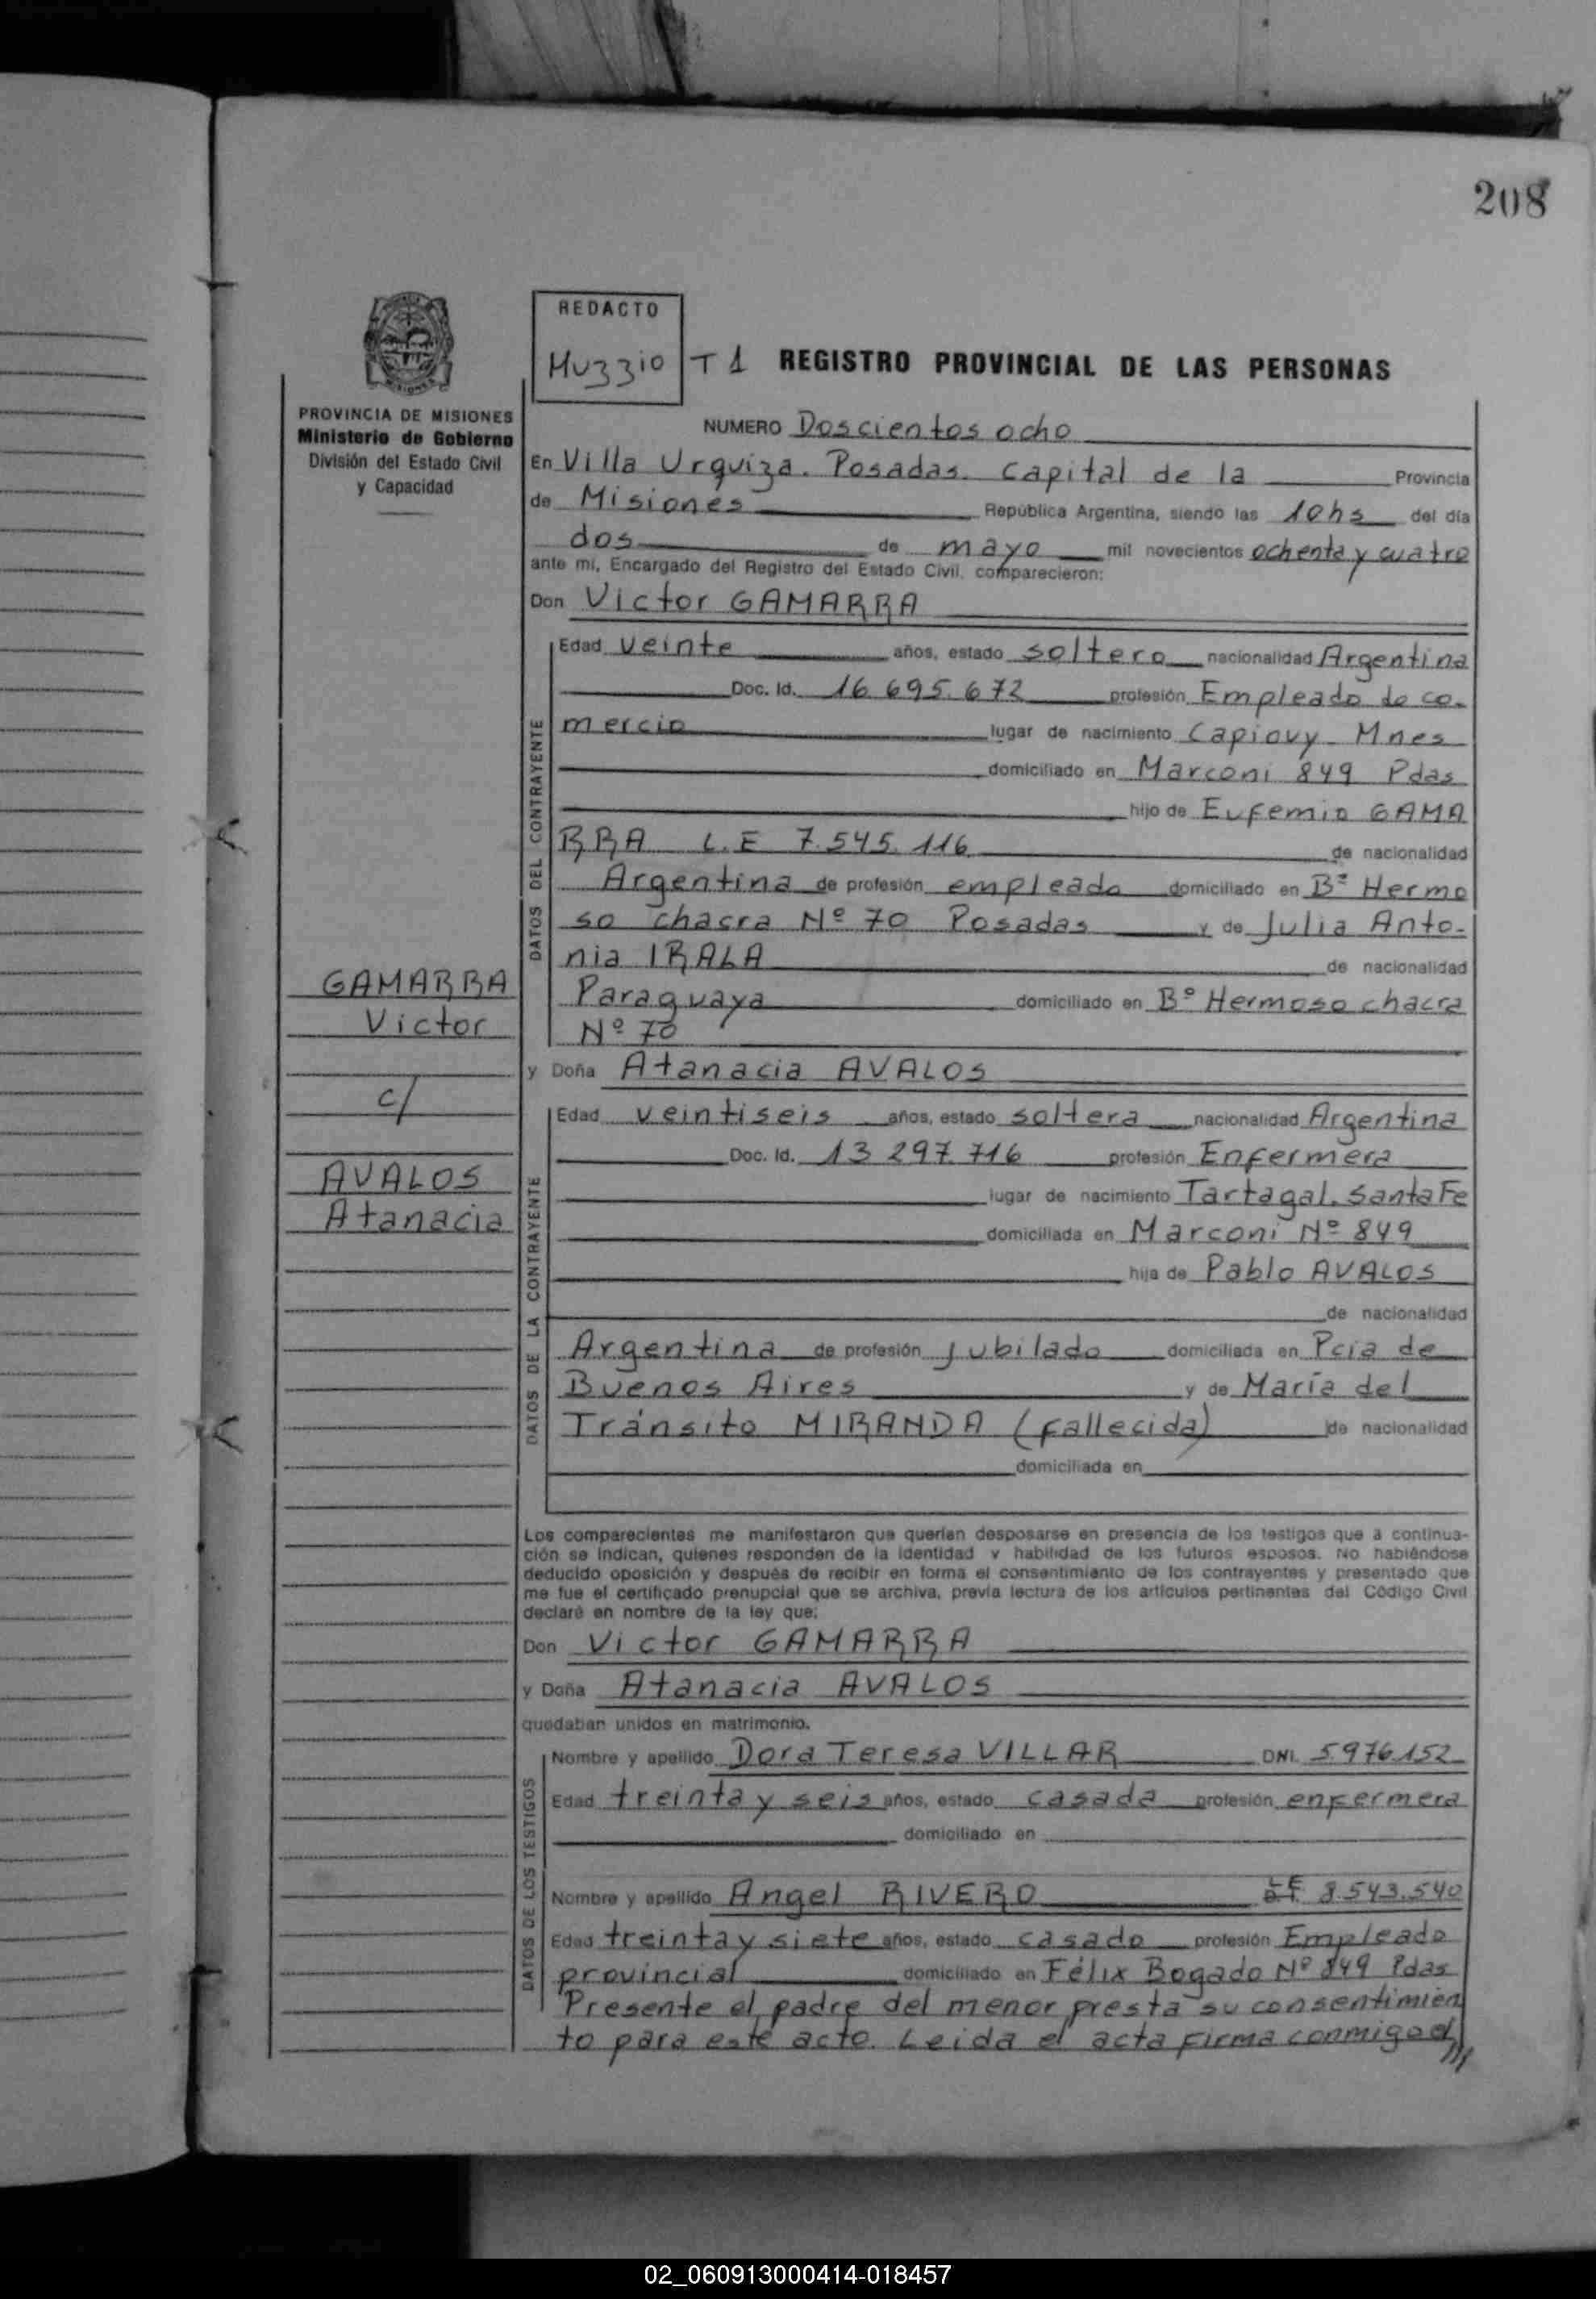 208
REDACTO
Muzzio T 1 REGISTRO PROVINCIAL DE LAS PERSONAS
PROVINCIA DE MISIONES
Ministerio de Gobierno
División del Estado Civil
y Capacidad
NUMERO Doscientos ocho
En Villa Urquiza. Posadas. Capital de la Provincia
de Misiones República Argentina, siendo las 10hs del día
dos de mayo mil novecientos ochenta y cuatro
ante mí, Encargado del Registro del Estado Civil, comparecieron:
Don Victor GAMARRA
DATOS DEL CONTRAYENTE
Edad veinte años, estado soltero nacionalidad Argentina
Doc. Id. 16.695.672 profesión Empleado de co-
mercio lugar de nacimiento Capiovy Mnes
domiciliado en Marconi 849 Pdas
hijo de Eufemio GAMA
RRA L.E 7.545.116 de nacionalidad
Argentina de profesión empleado domiciliado en Bº Hermo
so chacra Nº 70 Posadas y de Julia Anto-
nia IRALA de nacionalidad
Paraguaya domiciliado en Bº Hermoso chacra
Nº 70
GAMARRA
Victor
c/
AVALOS
Atanacia
y Doña Atanacia AVALOS
DATOS DE LA CONTRAYENTE
Edad veintiseis años, estado soltera nacionalidad Argentina
Doc. Id. 13 297.716 profesión Enfermera
lugar de nacimiento Tartagal. Santa Fe
domiciliada en Marconi Nº 849
hija de Pablo AVALOS
de nacionalidad
Argentina de profesión jubilado domiciliada en Pcia de
Buenos Aires y de María del
Tránsito MIRANDA (fallecida) de nacionalidad
domiciliada en
Los comparecientes me manifestaron que querían desposarse en presencia de los testigos que a continua-
ción se indican, quienes responden de la identidad y habilidad de los futuros esposos. No habiéndose
deducido oposición y después de recibir en forma el consentimiento de los contrayentes y presentado que
me fue el certificado prenupcial que se archiva, previa lectura de los artículos pertinentes del Código Civil
declaré en nombre de la ley que:
Don Victor GAMARRA
y Doña Atanacia AVALOS
quedaban unidos en matrimonio.
DATOS DE LOS TESTIGOS
Nombre y apellido Dora Teresa VILLAR DNI. 5.976.152
Edad treinta y seis años, estado casada profesión enfermera
domiciliado en
Nombre y apellido Angel RIVERO LE 8.543.540
Edad treinta y siete años, estado casado profesión Empleado
provincial domiciliado en Félix Bogado Nº 849 Pdas
Presente el padre del menor presta su consentimien
to para este acto. Leida el acta firma conmigo el///
02_060913000414-018457